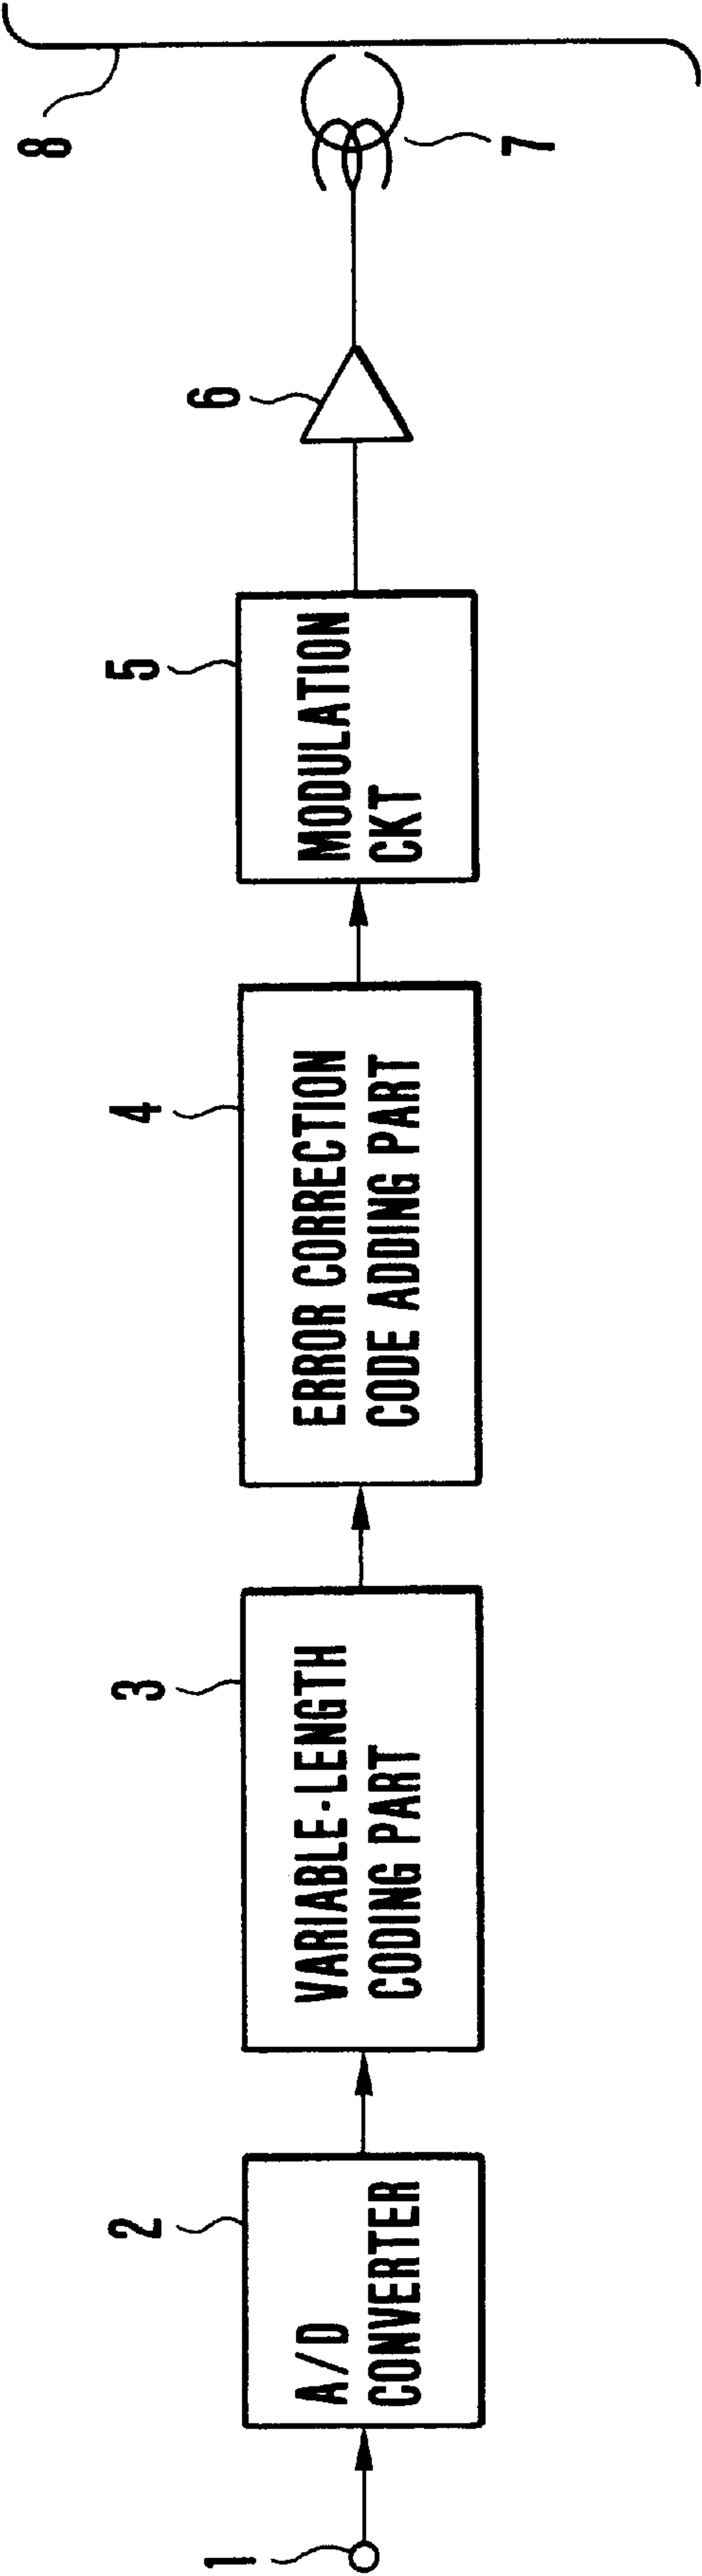 1
2
A/D
CONVERTER
3
VARIABLE-LENGTH
CODING PART
4
ERROR CORRECTION
CODE ADDING PART
5
MODULATION
CKT
6
7
8